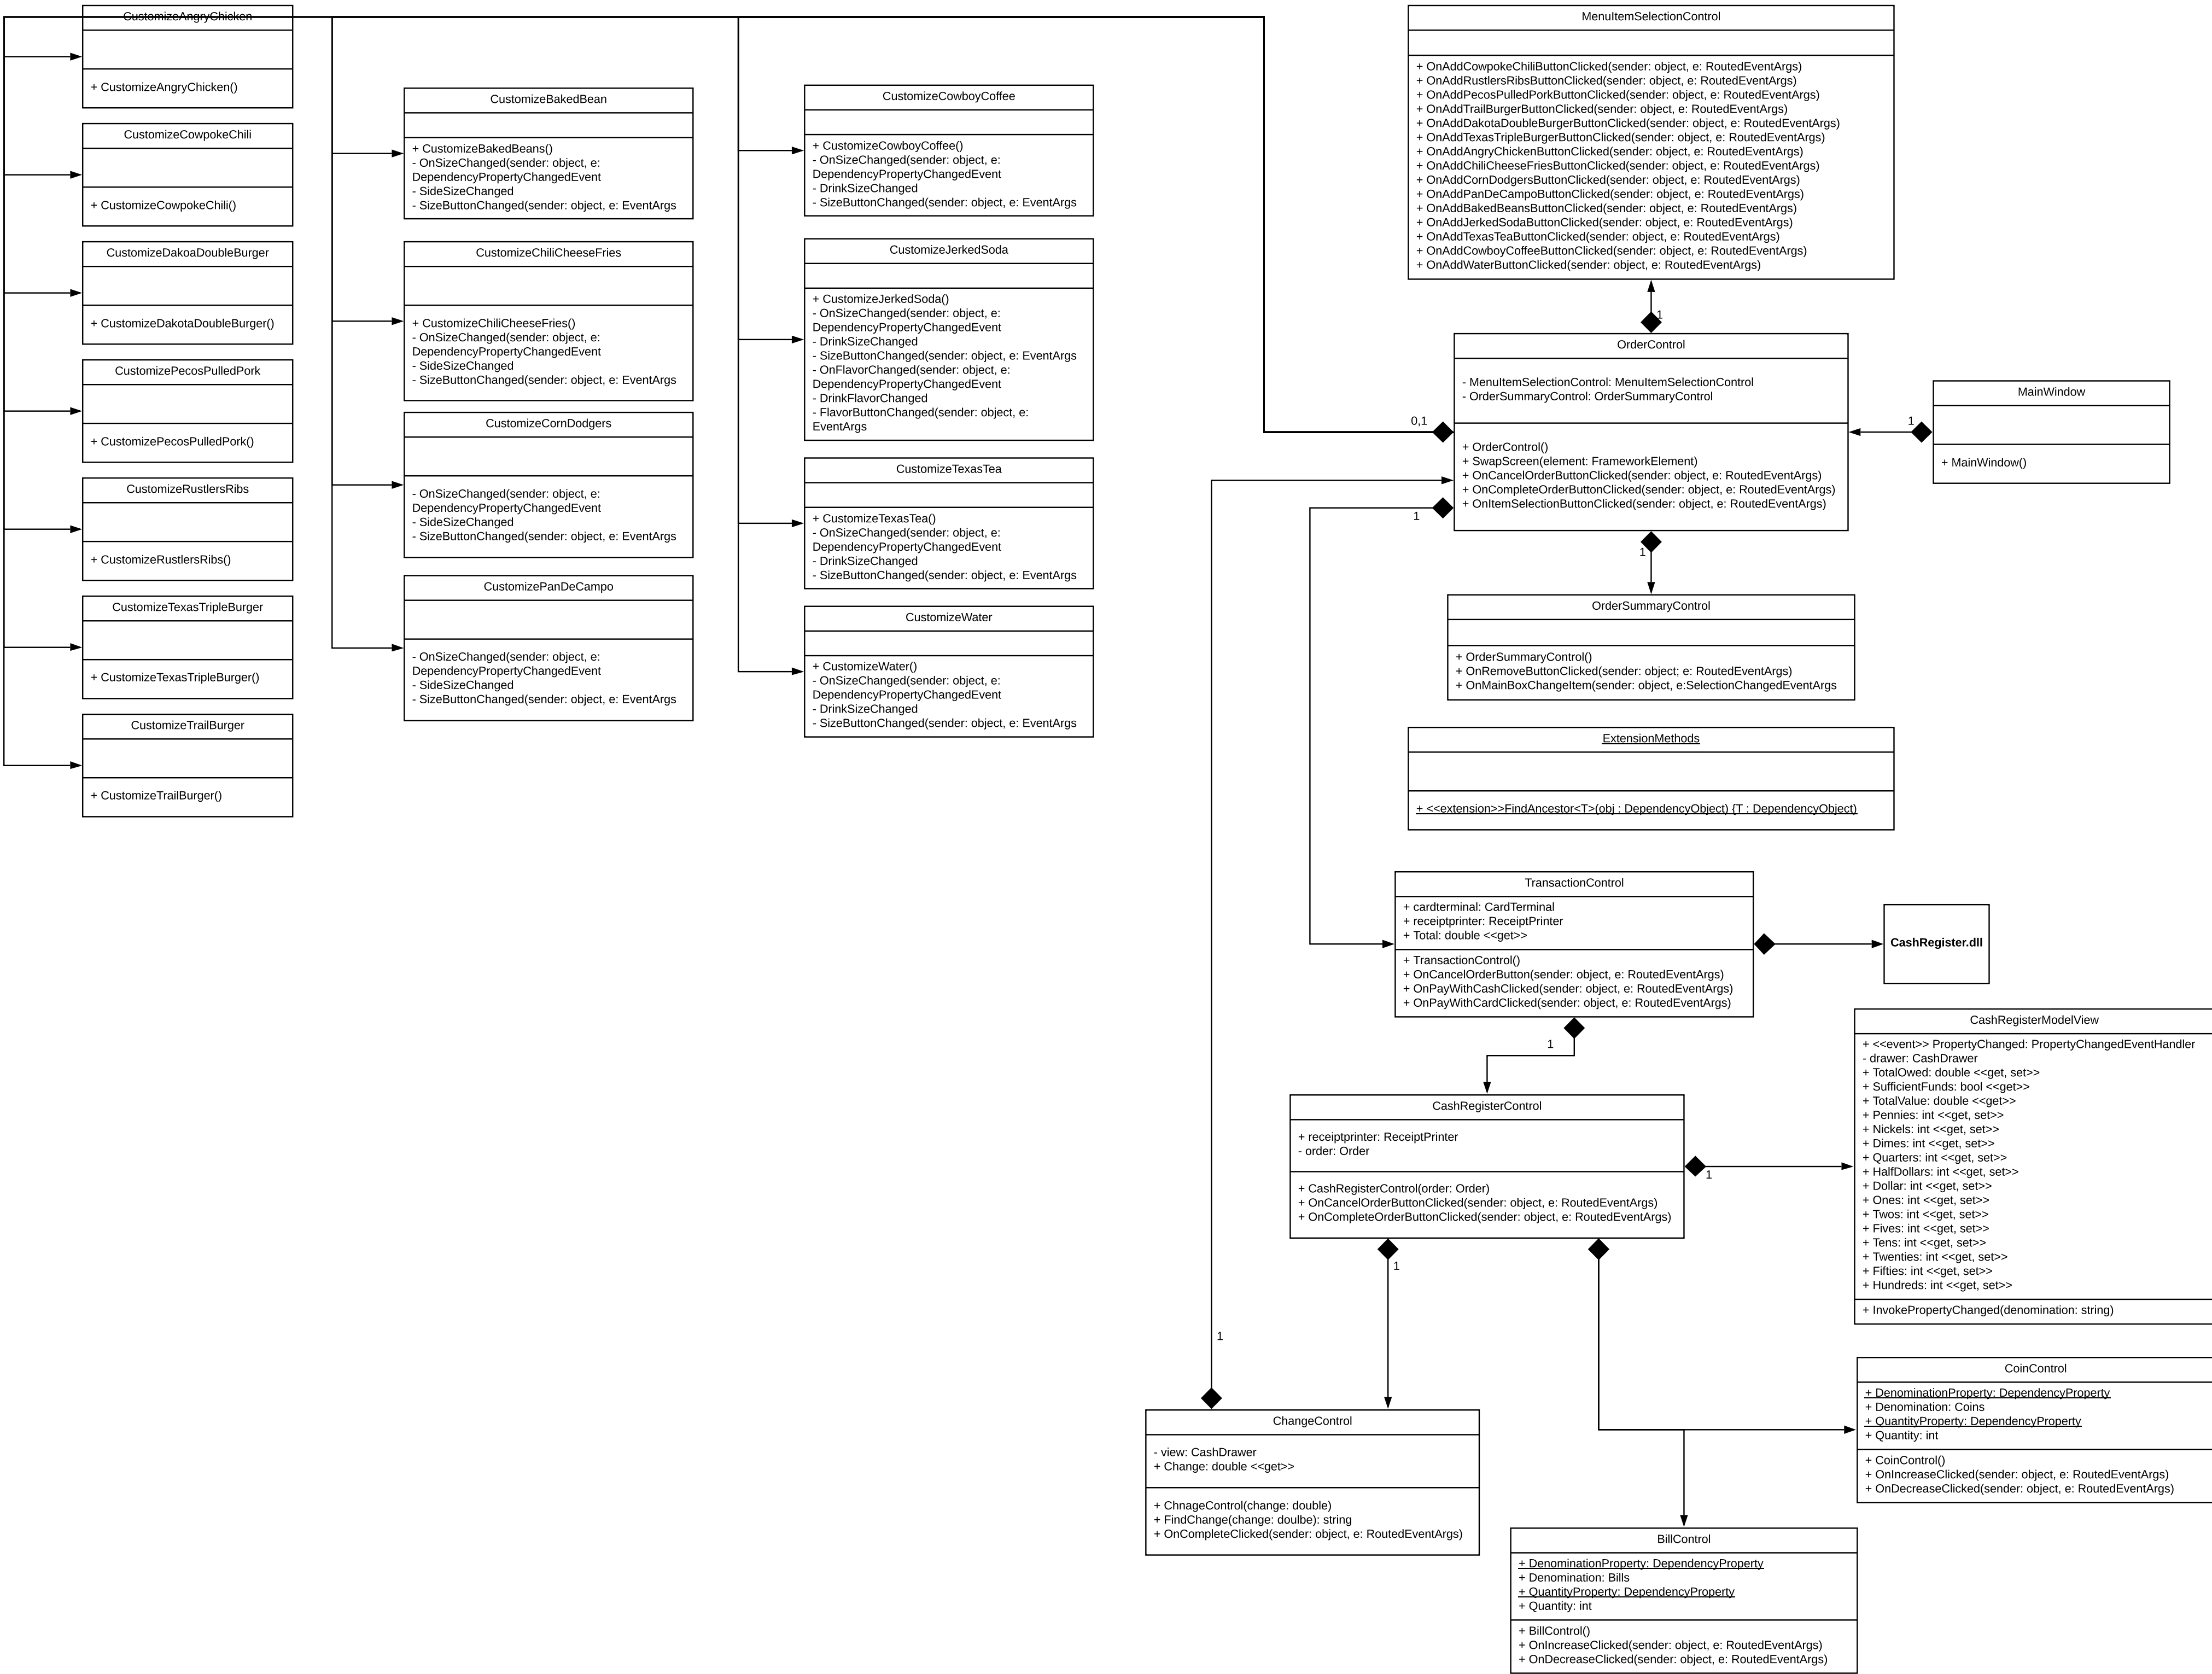 CustomizeAngryChicken
+ CustomizeAngryChicken()
CustomizeCowpokeChili
+ CustomizeCowpokeChili()
CustomizeDakoaDoubleBurger
+ CustomizeDakotaDoubleBurger()
CustomizePecosPulledPork
+ CustomizePecosPulledPork()
CustomizeRustlersRibs
+ CustomizeRustlersRibs()
CustomizeTexasTripleBurger
+ CustomizeTexasTripleBurger()
CustomizeTrailBurger
+ CustomizeTrailBurger()
CustomizeBakedBean
+ CustomizeBakedBeans()
- OnSizeChanged(sender: object, e:
DependencyPropertyChangedEvent
- SideSizeChanged
- SizeButtonChanged(sender: object, e: EventArgs
CustomizeChiliCheeseFries
+ CustomizeChiliCheeseFries()
- OnSizeChanged(sender: object, e:
DependencyPropertyChangedEvent
- SideSizeChanged
- SizeButtonChanged(sender: object, e: EventArgs
CustomizeCornDodgers
- OnSizeChanged(sender: object, e:
DependencyPropertyChangedEvent
- SideSizeChanged
- SizeButtonChanged(sender: object, e: EventArgs
CustomizePanDeCampo
- OnSizeChanged(sender: object, e:
DependencyPropertyChangedEvent
- SideSizeChanged
- SizeButtonChanged(sender: object, e: EventArgs
CustomizeCowboyCoffee
+ CustomizeCowboyCoffee()
- OnSizeChanged(sender: object, e:
DependencyPropertyChangedEvent
- DrinkSizeChanged
- SizeButtonChanged(sender: object, e: EventArgs
CustomizeJerkedSoda
+ CustomizeJerkedSoda()
- OnSizeChanged(sender: object, e:
DependencyPropertyChangedEvent
- DrinkSizeChanged
- SizeButtonChanged(sender: object, e: EventArgs
- OnFlavorChanged(sender: object, e:
DependencyPropertyChangedEvent
- DrinkFlavorChanged
- FlavorButtonChanged(sender: object, e:
EventArgs
CustomizeTexasTea
+ CustomizeTexasTea()
- OnSizeChanged(sender: object, e:
DependencyPropertyChangedEvent
- DrinkSizeChanged
- SizeButtonChanged(sender: object, e: EventArgs
CustomizeWater
+ CustomizeWater()
- OnSizeChanged(sender: object, e:
DependencyPropertyChangedEvent
- DrinkSizeChanged
- SizeButtonChanged(sender: object, e: EventArgs
MenuItemSelectionControl
+ OnAddCowpokeChiliButtonClicked(sender: object, e: RoutedEventArgs)
+ OnAddRustlersRibsButtonClicked(sender: object, e: RoutedEventArgs)
+ OnAddPecosPulledPorkButtonClicked(sender: object, e: RoutedEventArgs)
+ OnAddTrailBurgerButtonClicked(sender: object, e: RoutedEventArgs)
+ OnAddDakotaDoubleBurgerButtonClicked(sender: object, e: RoutedEventArgs)
+ OnAddTexasTripleBurgerButtonClicked(sender: object, e: RoutedEventArgs)
+ OnAddAngryChickenButtonClicked(sender: object, e: RoutedEventArgs)
+ OnAddChiliCheeseFriesButtonClicked(sender: object, e: RoutedEventArgs)
+ OnAddCornDodgersButtonClicked(sender: object, e: RoutedEventArgs)
+ OnAddPanDeCampoButtonClicked(sender: object, e: RoutedEventArgs)
+ OnAddBakedBeansButtonClicked(sender: object, e: RoutedEventArgs)
+ OnAddJerkedSodaButtonClicked(sender: object, e: RoutedEventArgs)
+ OnAddTexasTeaButtonClicked(sender: object, e: RoutedEventArgs)
+ OnAddCowboyCoffeeButtonClicked(sender: object, e: RoutedEventArgs)
+ OnAddWaterButtonClicked(sender: object, e: RoutedEventArgs)
1
OrderControl
- MenuItemSelectionControl: MenuItemSelectionControl
- OrderSummaryControl: OrderSummaryControl
+ OrderControl()
+ SwapScreen(element: FrameworkElement)
+ OnCancelOrderButtonClicked(sender: object, e: RoutedEventArgs)
+ OnCompleteOrderButtonClicked(sender: object, e: RoutedEventArgs)
+ OnItemSelectionButtonClicked(sender: object, e: RoutedEventArgs)
0,1
1
1
MainWindow
+ MainWindow()
1
OrderSummaryControl
+ OrderSummaryControl()
+ OnRemoveButtonClicked(sender: object; e: RoutedEventArgs)
+ OnMainBoxChangeItem(sender: object, e:SelectionChangedEventArgs
ExtensionMethods
+ <<extension>>FindAncestor<T>(obj : DependencyObject) {T : DependencyObject)
TransactionControl
+ cardterminal: CardTerminal
+ receiptprinter: ReceiptPrinter
+ Total: double <<get>>
+ TransactionControl()
+ OnCancelOrderButton(sender: object, e: RoutedEventArgs)
+ OnPayWithCashClicked(sender: object, e: RoutedEventArgs)
+ OnPayWithCardClicked(sender: object, e: RoutedEventArgs)
CashRegister.dll
1
CashRegisterControl
+ receiptprinter: ReceiptPrinter
- order: Order
+ CashRegisterControl(order: Order)
+ OnCancelOrderButtonClicked(sender: object, e: RoutedEventArgs)
+ OnCompleteOrderButtonClicked(sender: object, e: RoutedEventArgs)
1
CashRegisterModelView
+ <<event>> PropertyChanged: PropertyChangedEventHandler
- drawer: CashDrawer
+ TotalOwed: double <<get, set>>
+ SufficientFunds: bool <<get>>
+ TotalValue: double <<get>>
+ Pennies: int <<get, set>>
+ Nickels: int <<get, set>>
+ Dimes: int <<get, set>>
+ Quarters: int <<get, set>>
+ HalfDollars: int <<get, set>>
+ Dollar: int <<get, set>>
+ Ones: int <<get, set>>
+ Twos: int <<get, set>>
+ Fives: int <<get, set>>
+ Tens: int <<get, set>>
+ Twenties: int <<get, set>>
+ Fifties: int <<get, set>>
+ Hundreds: int <<get, set>>
+ InvokePropertyChanged(denomination: string)
1
1
ChangeControl
- view: CashDrawer
+ Change: double <<get>>
+ ChnageControl(change: double)
+ FindChange(change: doulbe): string
+ OnCompleteClicked(sender: object, e: RoutedEventArgs)
CoinControl
+ DenominationProperty: DependencyProperty
+ Denomination: Coins
+ QuantityProperty: DependencyProperty
+ Quantity: int
+ CoinControl()
+ OnIncreaseClicked(sender: object, e: RoutedEventArgs)
+ OnDecreaseClicked(sender: object, e: RoutedEventArgs)
BillControl
+ DenominationProperty: DependencyProperty
+ Denomination: Bills
+ QuantityProperty: DependencyProperty
+ Quantity: int
+ BillControl()
+ OnIncreaseClicked(sender: object, e: RoutedEventArgs)
+ OnDecreaseClicked(sender: object, e: RoutedEventArgs)